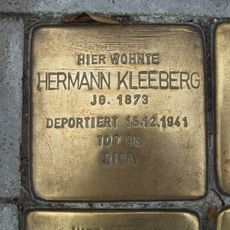 HIER WOHNTE
HERMANN KLEEBERG
JG. 1873
DEPORTIERT 15.12.1941
TOT IN
RIGA